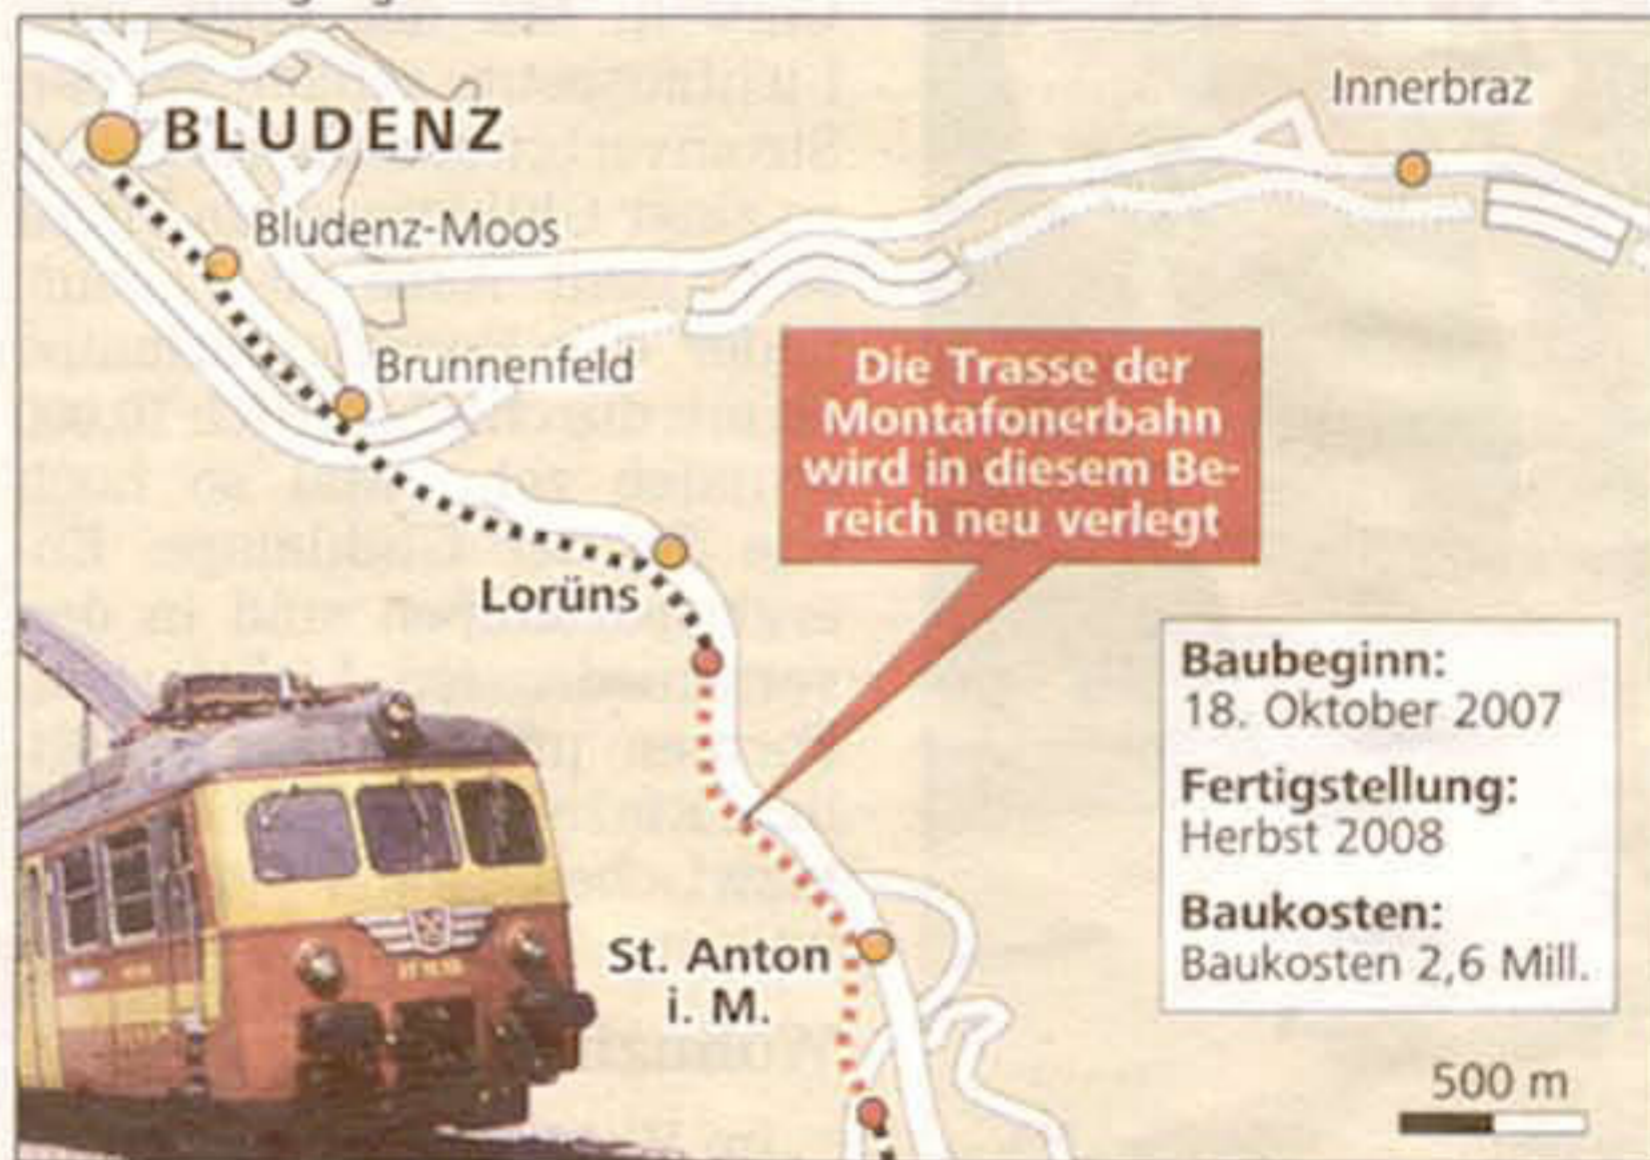 BLUDENZ
Innerbraz
Bludenz-Moos
Brunnenfeld
Die Trasse der
Montafonerbahn
wird in diesem Be-
reich neu verlegt
Lorüns
Baubeginn:
18. Oktober 2007
Fertigstellung:
Herbst 2008
Baukosten:
Baukosten 2,6 Mill.
St. Anton
i. M.
500 m